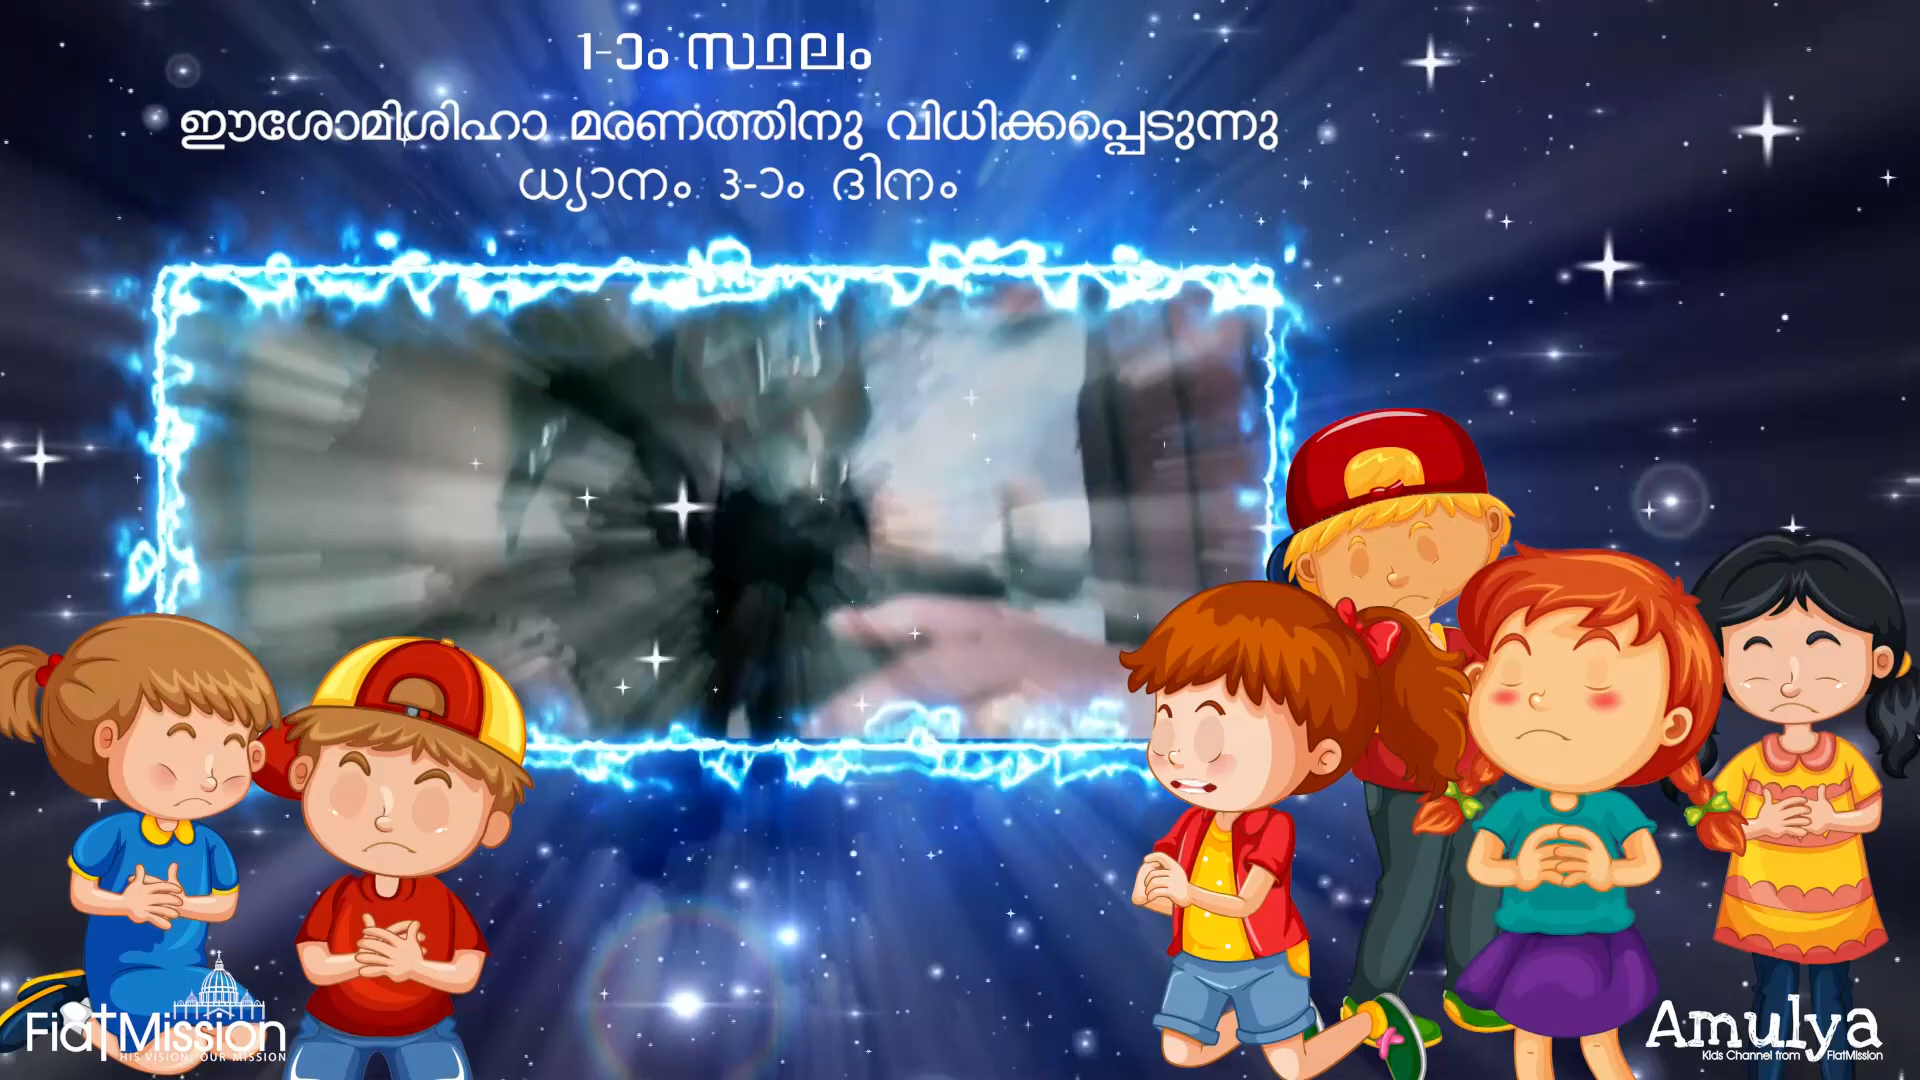 1-ാം സ്ഥലം
ഈശോമിശിഹാ മരണത്തിനു വിധിക്കപ്പെടുന്നു
ധ്യാനം 3-ാം ദിനം
FiatMission
HIS VISION, OUR MISSION
Amulya
Kids Channel from FiatMission